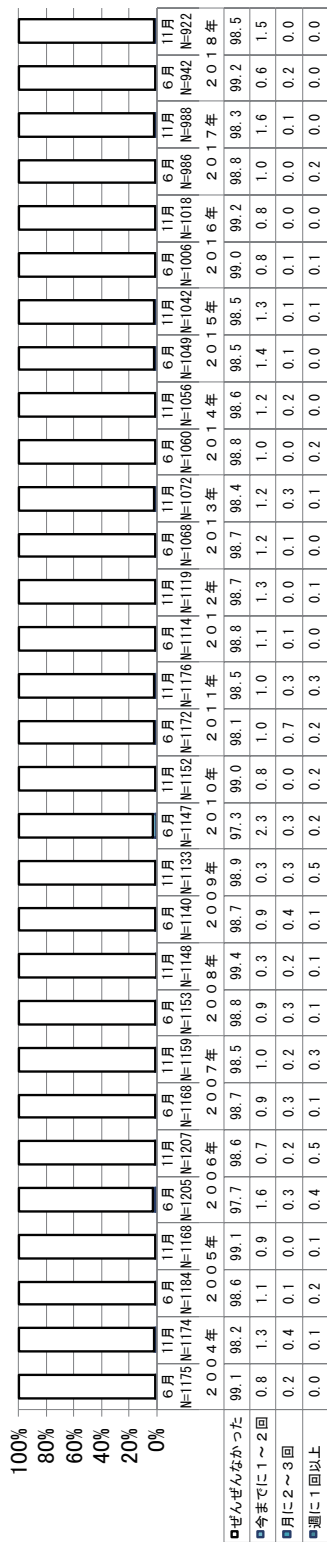 100%
80%
60%
40%
20%
0%
6月 11月 6月 11月 6月 11月 6月 11月 6月 11月 6月 11月 6月 11月 6月 11月 6月 11月 6月 11月 6月 11月 6月 11月 6月 11月 6月 11月 6月 11月
N=1175 N=1174 N=1184 N=1168 N=1205 N=1207 N=1168 N=1159 N=1153 N=1148 N=1140 N=1133 N=1147 N=1152 N=1172 N=1176 N=1114 N=1119 N=1068 N=1072 N=1060 N=1056 N=1049 N=1042 N=1006 N=1018 N=986 N=988 N=942 N=922
２００４年 ２００５年 ２００６年 ２００７年 ２００８年 ２００９年 ２０１０年 ２０１１年 ２０１２年 ２０１３年 ２０１４年 ２０１５年 ２０１６年 ２０１７年 ２０１８年
ぜんぜんなかった 99.1 98.2 98.6 99.1 97.7 98.6 98.7 98.5 98.8 99.4 98.7 98.9 97.3 99.0 98.1 98.5 98.8 98.7 98.7 98.4 98.8 98.6 98.5 98.5 99.0 99.2 98.8 98.3 99.2 98.5
今までに１～２回 0.8 1.3 1.1 0.9 1.6 0.7 0.9 1.0 0.9 0.3 0.9 0.3 2.3 0.8 1.0 1.0 1.1 1.3 1.2 1.2 1.0 1.2 1.4 1.3 0.8 0.8 1.0 1.6 0.6 1.5
月に２～３回 0.2 0.4 0.1 0.0 0.3 0.2 0.3 0.2 0.3 0.2 0.4 0.3 0.3 0.0 0.7 0.3 0.1 0.0 0.1 0.3 0.0 0.2 0.1 0.1 0.1 0.0 0.0 0.1 0.2 0.0
週に１回以上 0.0 0.1 0.2 0.1 0.4 0.5 0.1 0.3 0.1 0.1 0.1 0.5 0.2 0.2 0.2 0.3 0.0 0.1 0.0 0.1 0.2 0.0 0.0 0.1 0.1 0.0 0.2 0.0 0.0 0.0